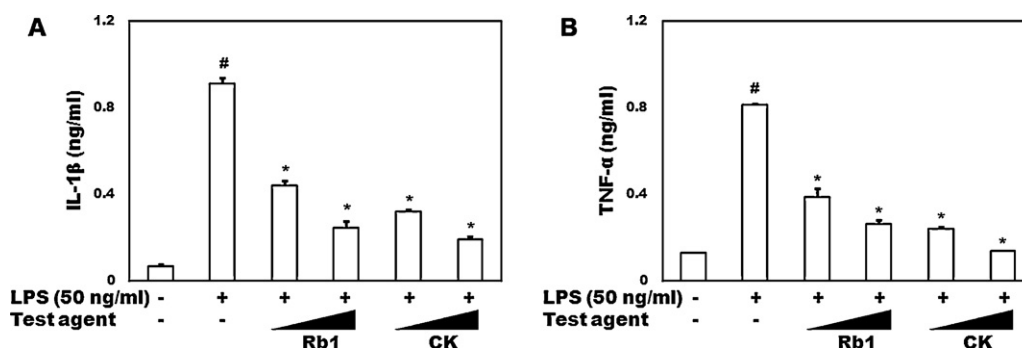 A
IL-1β (ng/ml)
1.2
0.8
0.4
0
#
*
*
*
*
LPS (50 ng/ml) - + + + + +
Test agent - -
Rb1 CK
B
TNF-α (ng/ml)
1.2
0.8
0.4
0
#
*
*
*
*
LPS (50 ng/ml) - + + + + +
Test agent - -
Rb1 CK